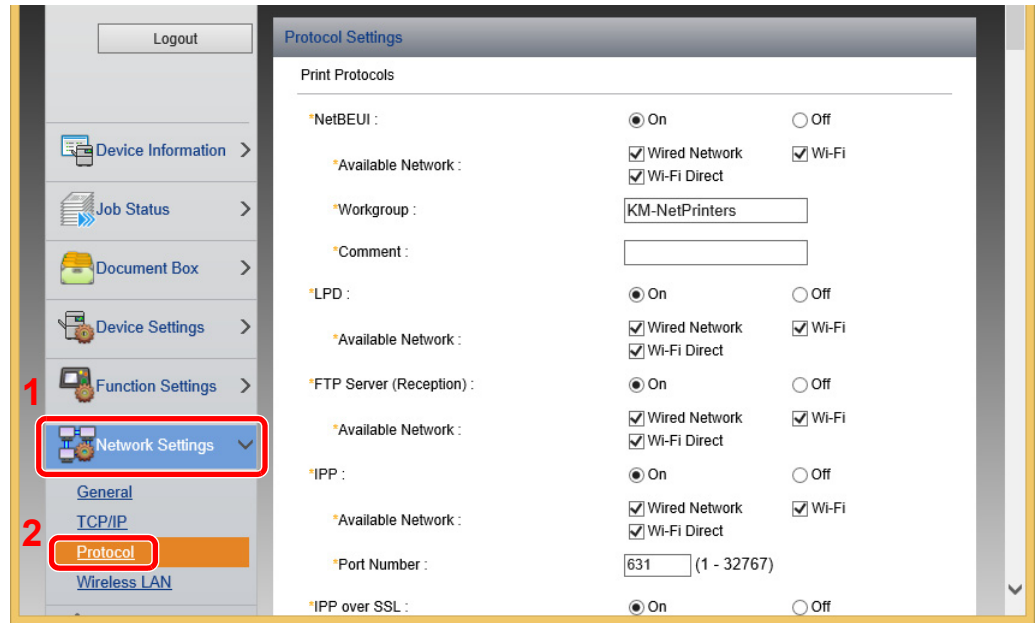 Logout
Device Information
Job Status
Document Box
Device Settings
1
Function Settings
Network Settings
General
TCP/IP
2
Protocol
Wireless LAN
Protocol Settings
Print Protocols
*NetBEUI : On Off
*Available Network : Wired Network Wi-Fi
Wi-Fi Direct
*Workgroup : KM-NetPrinters
*Comment :
*LPD : On Off
*Available Network : Wired Network Wi-Fi
Wi-Fi Direct
*FTP Server (Reception) : On Off
*Available Network : Wired Network Wi-Fi
Wi-Fi Direct
*IPP : On Off
*Available Network : Wired Network Wi-Fi
Wi-Fi Direct
*Port Number : 631 (1 - 32767)
*IPP over SSL : On Off